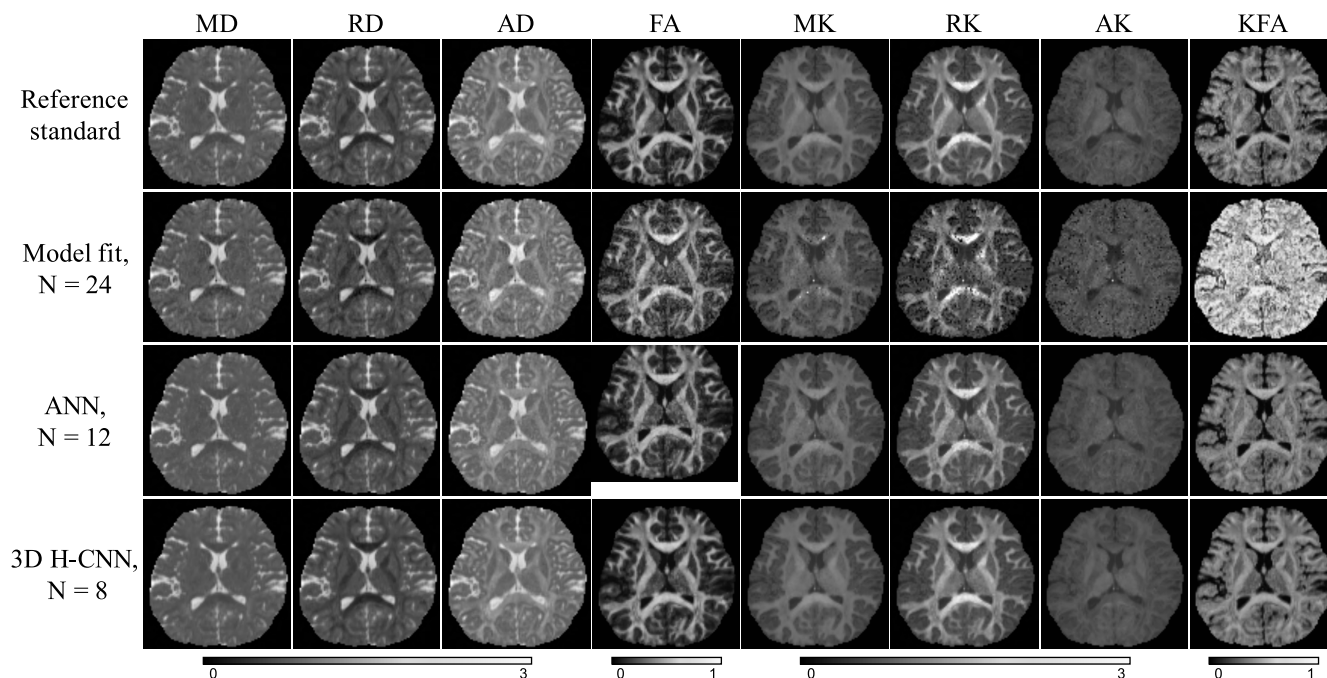 MD RD AD FA MK RK AK KFA
Reference
standard
Model fit,
N = 24
ANN,
N = 12
3D H-CNN,
N = 8
0 3 0 1 0 3 0 1